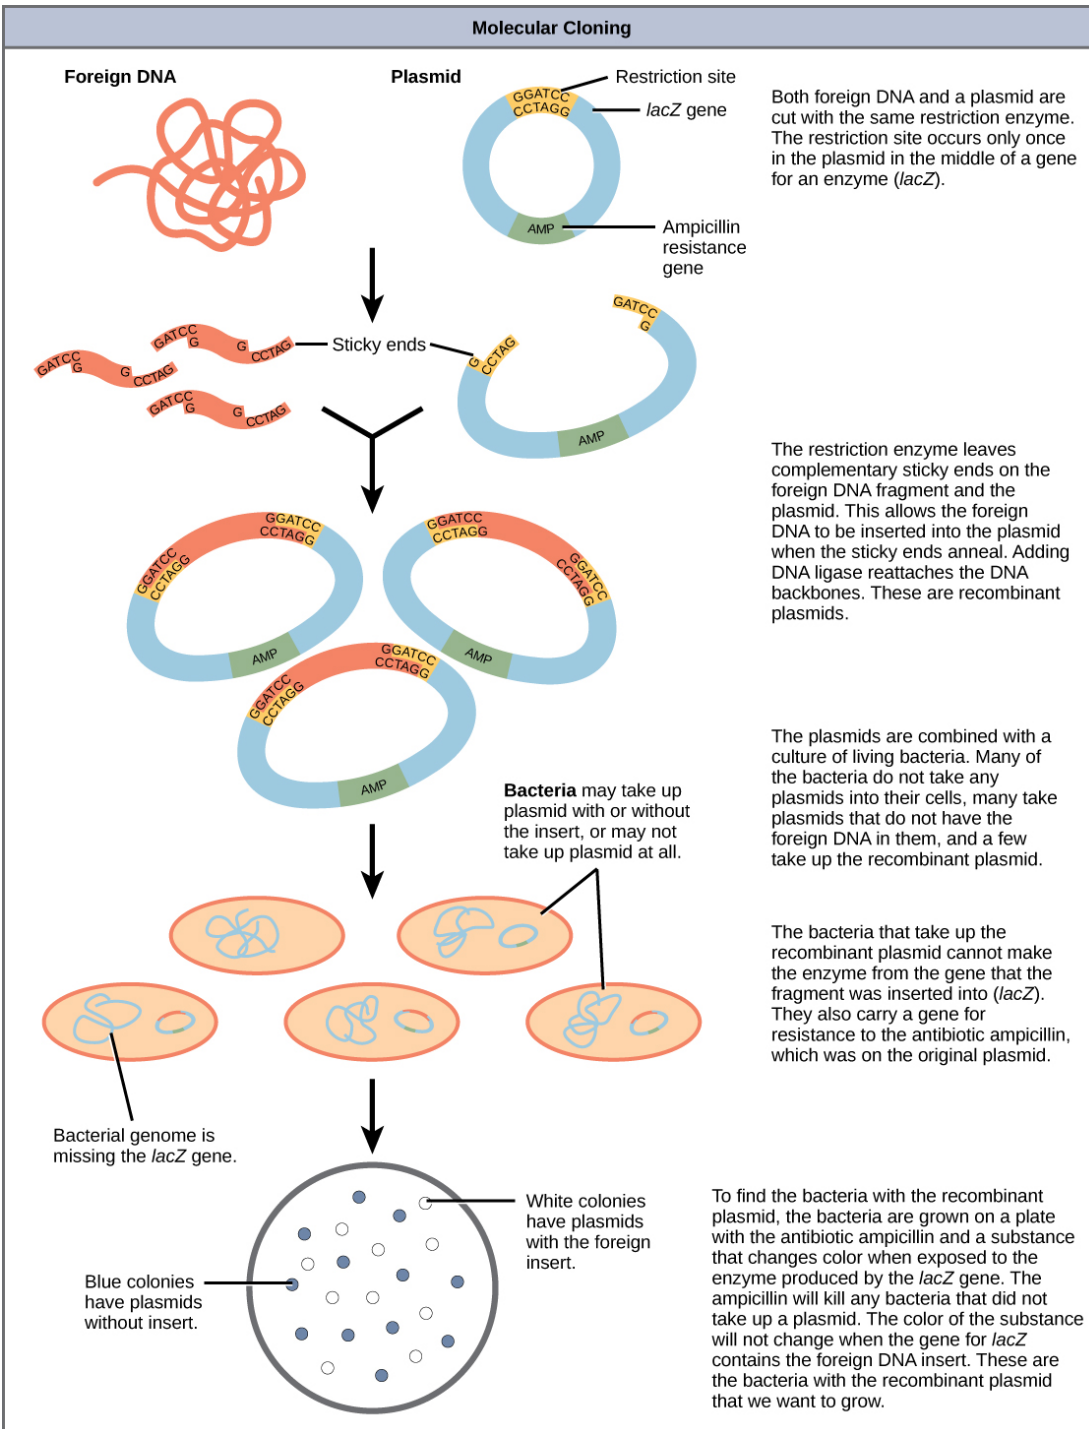 Molecular Cloning
Foreign DNA
Plasmid
Restriction site
lacZ gene
GGATCC
CCTAGG
AMP
Ampicillin
resistance
gene
Both foreign DNA and a plasmid are
cut with the same restriction enzyme.
The restriction site occurs only once
in the plasmid in the middle of a gene
for an enzyme (lacZ).
GATCC
G
G
CCTAG
GATCC
G
G
CCTAG
GATCC
G
G
CCTAG
Sticky ends
G
CCTAG
GATCC
G
AMP
The restriction enzyme leaves
complementary sticky ends on the
foreign DNA fragment and the
plasmid. This allows the foreign
DNA to be inserted into the plasmid
when the sticky ends anneal. Adding
DNA ligase reattaches the DNA
backbones. These are recombinant
plasmids.
GGATCC
CCTAGG
GGATCC
CCTAGG
AMP
GGATCC
CCTAGG
GGATCC
CCTAGG
AMP
GGATCC
CCTAGG
GGATCC
CCTAGG
AMP
The plasmids are combined with a
culture of living bacteria. Many of
the bacteria do not take any
plasmids into their cells, many take
plasmids that do not have the
foreign DNA in them, and a few
take up the recombinant plasmid.
Bacteria may take up
plasmid with or without
the insert, or may not
take up plasmid at all.
The bacteria that take up the
recombinant plasmid cannot make
the enzyme from the gene that the
fragment was inserted into (lacZ).
They also carry a gene for
resistance to the antibiotic ampicillin,
which was on the original plasmid.
Bacterial genome is
missing the lacZ gene.
White colonies
have plasmids
with the foreign
insert.
Blue colonies
have plasmids
without insert.
To find the bacteria with the recombinant
plasmid, the bacteria are grown on a plate
with the antibiotic ampicillin and a substance
that changes color when exposed to the
enzyme produced by the lacZ gene. The
ampicillin will kill any bacteria that did not
take up a plasmid. The color of the substance
will not change when the gene for lacZ
contains the foreign DNA insert. These are
the bacteria with the recombinant plasmid
that we want to grow.